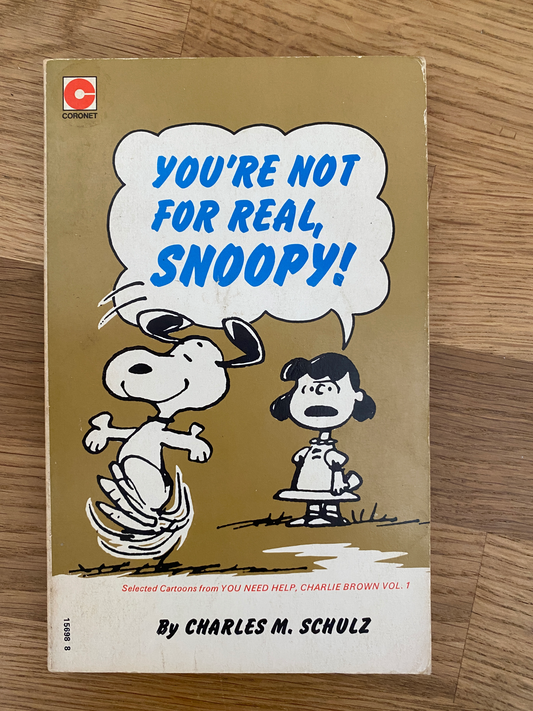 CORONET
YOU'RE NOT
FOR REAL,
SNOOPY!
Selected Cartoons from YOU NEED HELP, CHARLIE BROWN VOL. 1
By CHARLES M. SCHULZ
15698 8